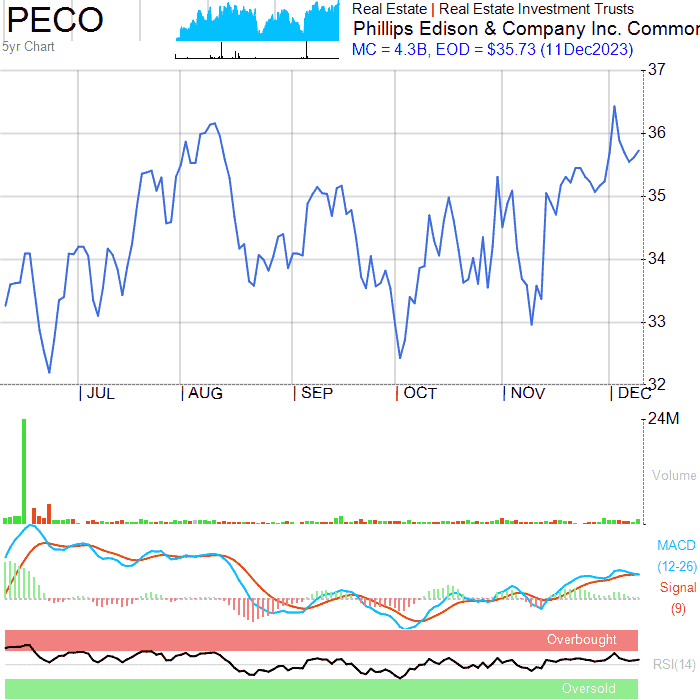 PECO
5yr Chart
Real Estate | Real Estate Investment Trusts
Phillips Edison & Company Inc. Common
MC = 4.3B, EOD = $35.73 (11Dec2023)
37
36
35
34
33
32
JUL
AUG
SEP
OCT
NOV
DEC
24M
Volume
MACD
(12-26)
Signal
(9)
Overbought
RSI(14)
Oversold